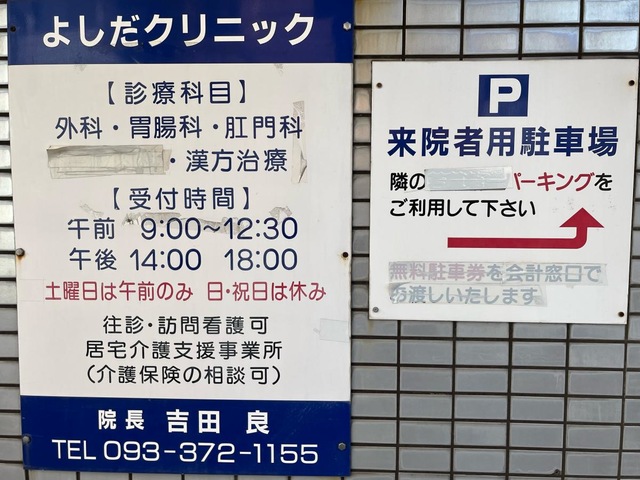 よしだクリニック
【診療科目】
外科・胃腸科・肛門科
・漢方治療
【受付時間】
午前 9:00～12:30
午後 14:00 18:00
土曜日は午前のみ 日・祝日は休み
往診・訪問看護可
居宅介護支援事業所
（介護保険の相談可）
院長 吉田 良
TEL 093-372-1155
P
来院者用駐車場
隣の パーキングを
ご利用して下さい
無料駐車券を会計窓口で
お渡しいたします